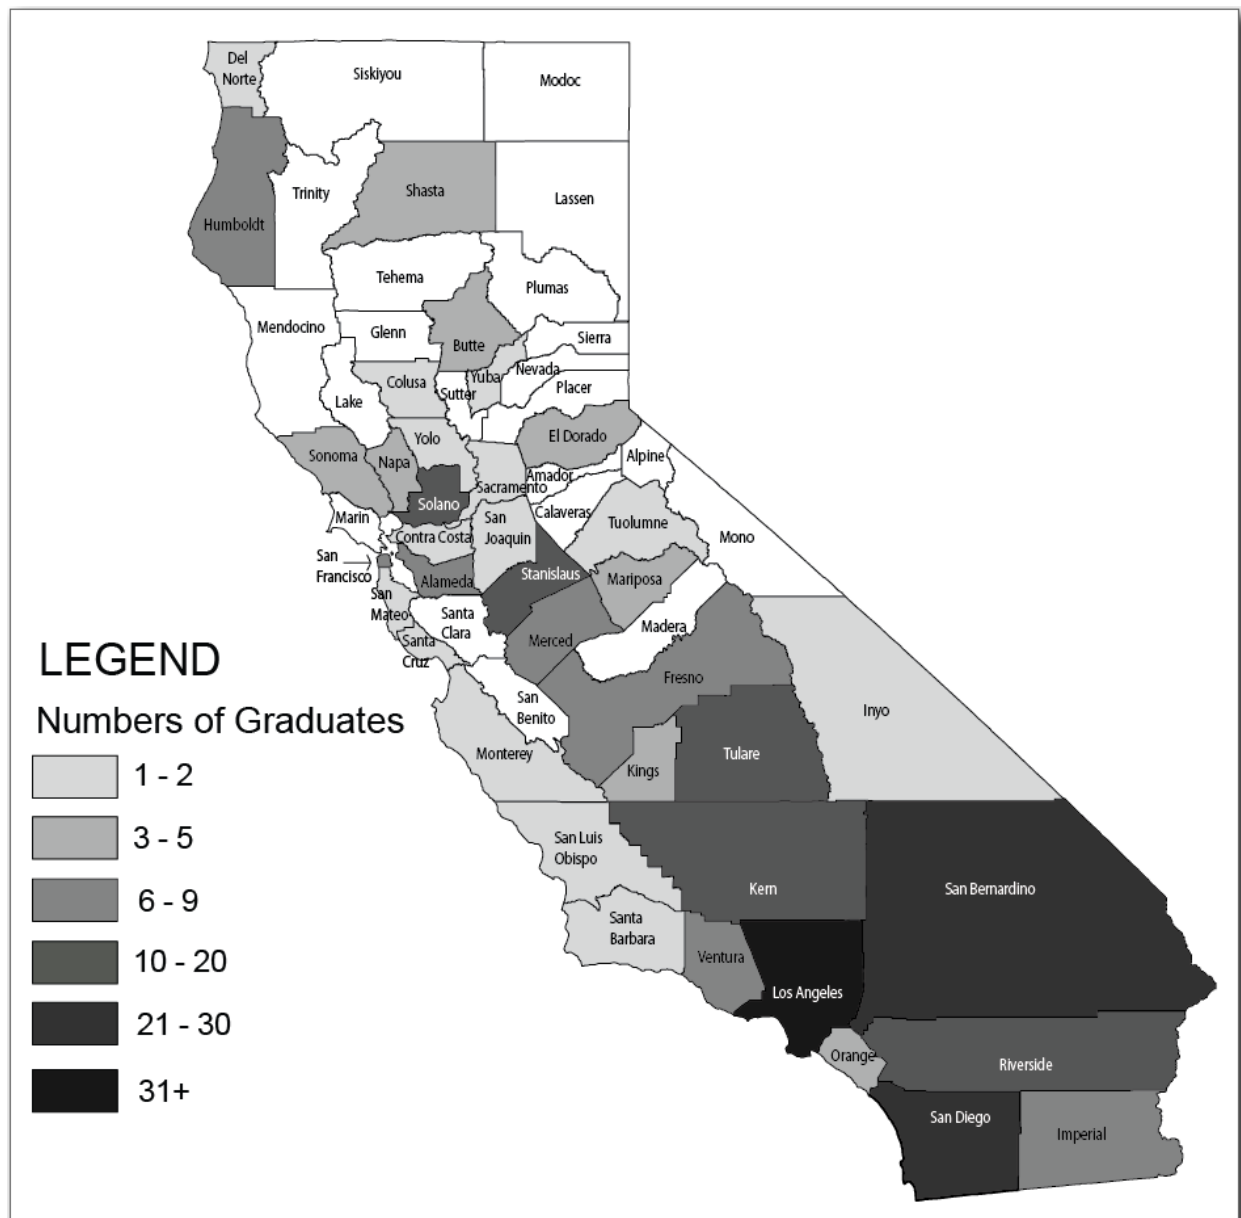 Del
Norte
Siskiyou
Modoc
Humboldt
Trinity
Shasta
Lassen
Tehema
Plumas
Mendocino
Glenn
Butte
Sierra
Lake
Colusa
Sutter
Yuba
Nevada
Placer
Sonoma
Napa
Yolo
El Dorado
Sacramento
Amador
Alpine
Solano
Marin
Contra Costa
San
Joaquin
Calaveras
Tuolumne
Mono
San
Francisco
Alameda
Stanislaus
Mariposa
San
Mateo
Santa
Clara
Santa
Cruz
Merced
Madera
Fresno
San
Benito
Monterey
Kings
Tulare
Inyo
San Luis
Obispo
Kern
San Bernardino
Santa
Barbara
Ventura
Los Angeles
Orange
Riverside
San Diego
Imperial
LEGEND
Numbers of Graduates
1 - 2
3 - 5
6 - 9
10 - 20
21 - 30
31+